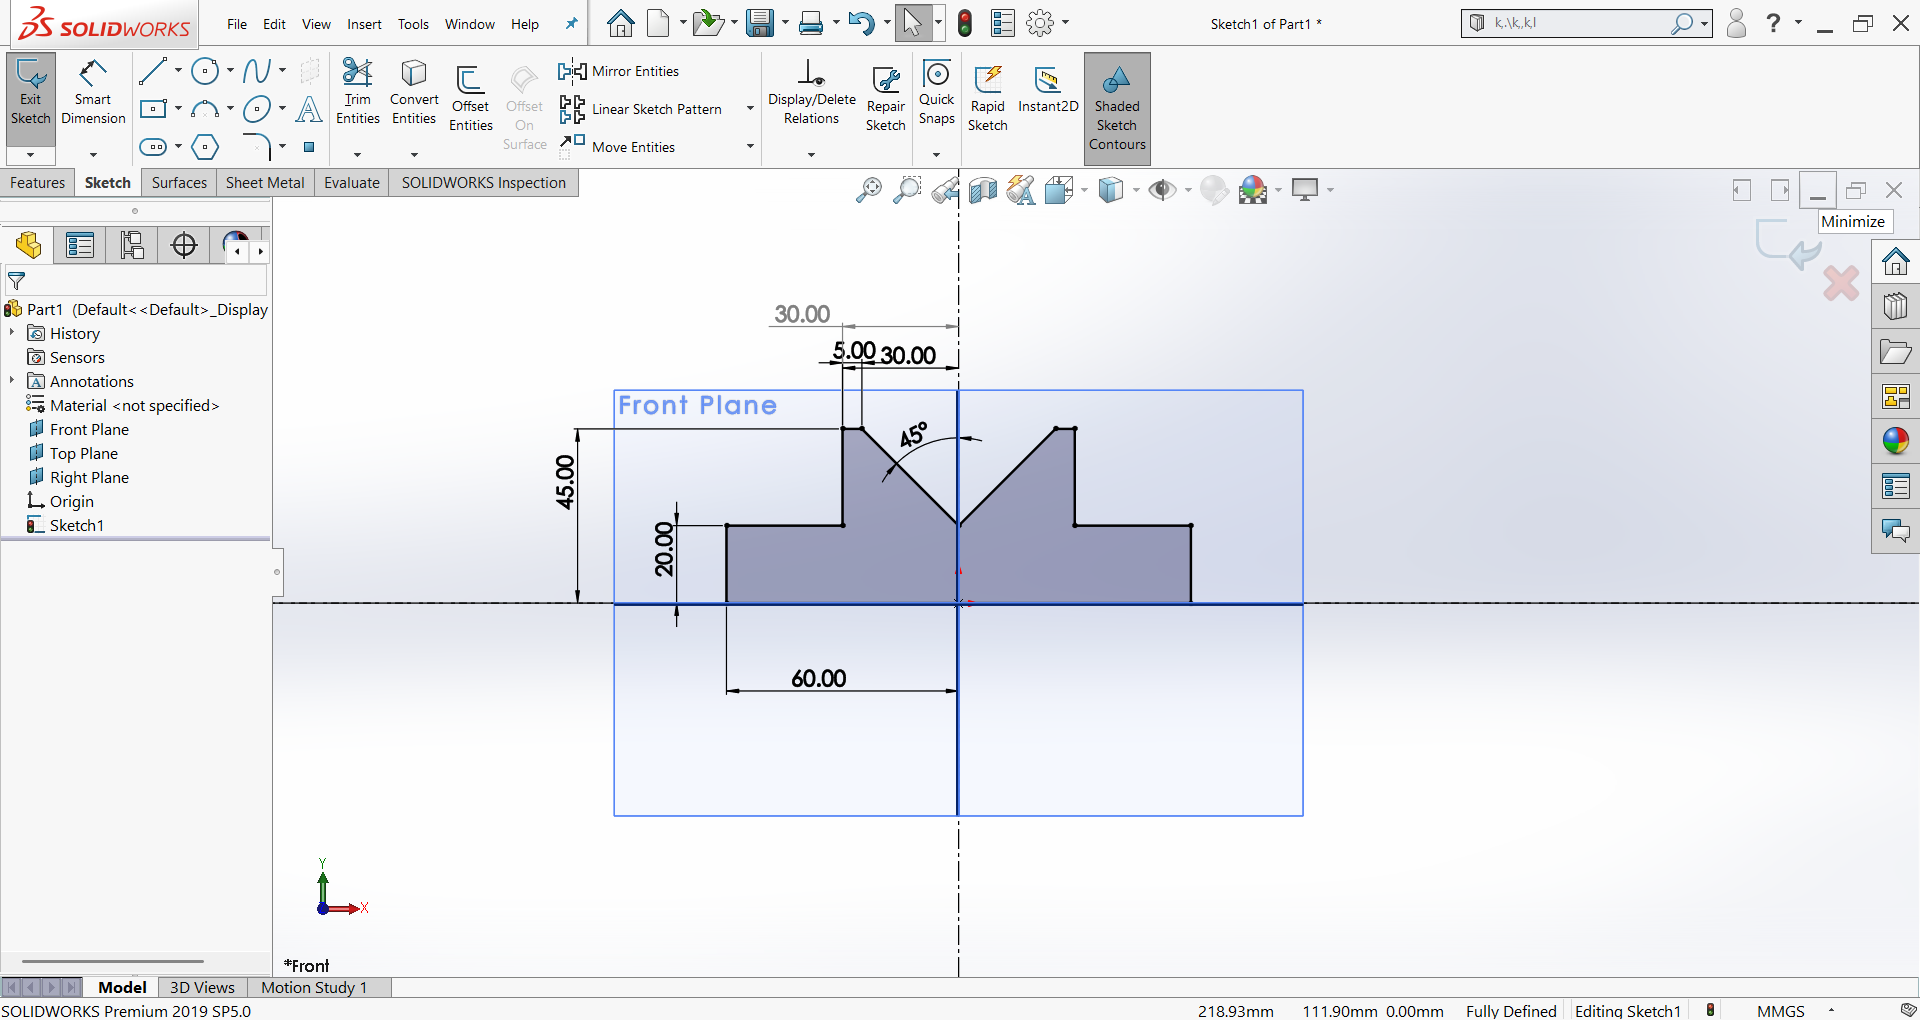 SOLIDWORKS
File Edit View Insert Tools Window Help
Sketch1 of Part1 *
k,.\k,,k,l
Exit Sketch
Smart Dimension
Trim Entities
Convert Entities
Offset Entities
Offset On Surface
Mirror Entities
Linear Sketch Pattern
Move Entities
Display/Delete Relations
Repair Sketch
Quick Snaps
Rapid Sketch
Instant2D
Shaded Sketch Contours
Features Sketch Surfaces Sheet Metal Evaluate SOLIDWORKS Inspection
Minimize
Part1 (Default<<Default>_Display
History
Sensors
Annotations
Material <not specified>
Front Plane
Top Plane
Right Plane
Origin
Sketch1
30.00
5.00 30.00
Front Plane
45°
45.00
20.00
60.00
Y
X
*Front
Model 3D Views Motion Study 1
SOLIDWORKS Premium 2019 SP5.0
218.93mm 111.90mm 0.00mm Fully Defined Editing Sketch1 MMGS